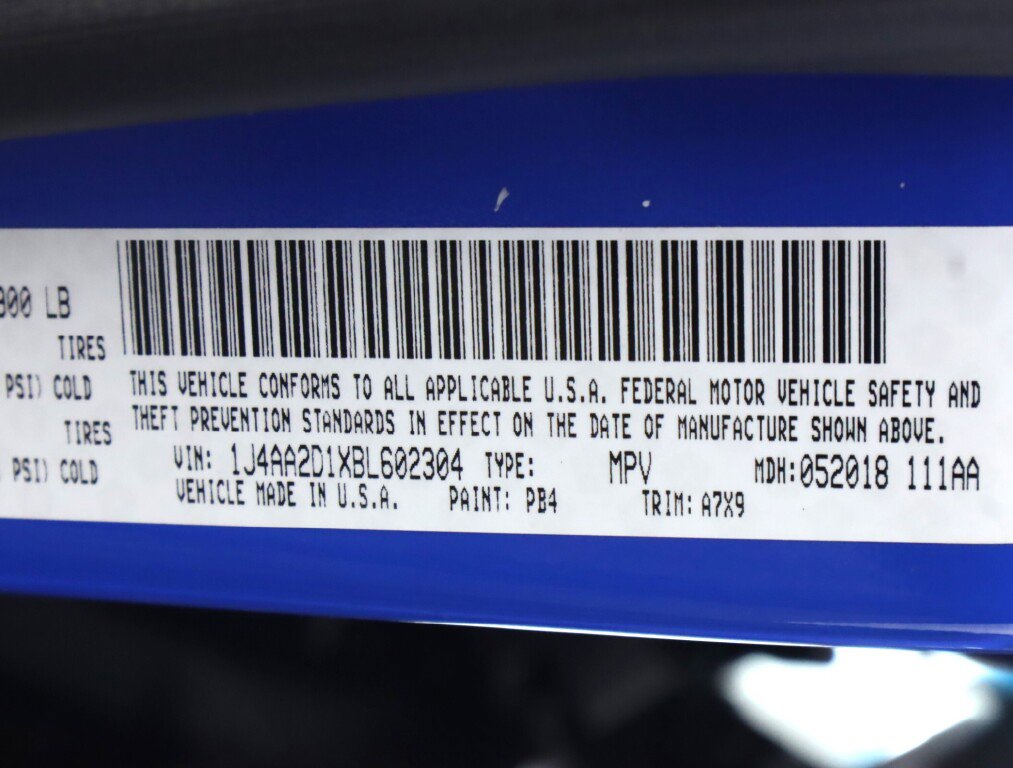 300 LB
TIRES
PSI) COLD
TIRES
PSI) COLD
THIS VEHICLE CONFORMS TO ALL APPLICABLE U.S.A. FEDERAL MOTOR VEHICLE SAFETY AND
THEFT PREVENTION STANDARDS IN EFFECT ON THE DATE OF MANUFACTURE SHOWN ABOVE.
VIN: 1J4AA2D1XBL602304 TYPE: MPV MDH:052018 111AA
VEHICLE MADE IN U.S.A. PAINT: PB4 TRIM: A7X9